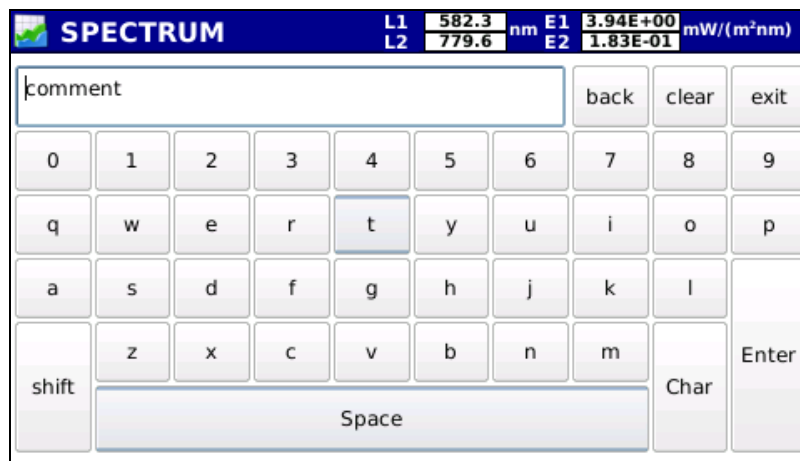 SPECTRUM L1 582.3 nm E1 3.94E+00 mW/(m²nm)
L2 779.6 E2 1.83E-01
comment back clear exit
0 1 2 3 4 5 6 7 8 9
q w e r t y u i o p
a s d f g h j k l
z x c v b n m Enter
shift Char
Space